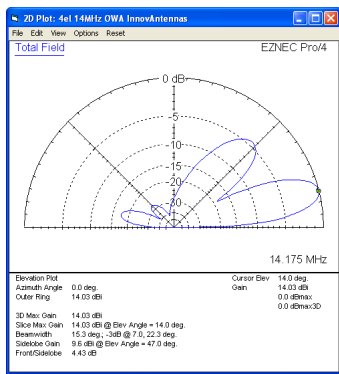 2D Plot: 4el 14MHz OWA InnovAntennas
File Edit View Options Reset
Total Field
EZNEC Pro/4
0 dB
-5
-10
-15
-20
-30
14.175 MHz
Elevation Plot
Azimuth Angle 0.0 deg.
Outer Ring 14.03 dBi
3D Max Gain 14.03 dBi
Slice Max Gain 14.03 dBi @ Elev Angle = 14.0 deg.
Beamwidth 15.3 deg.; -3dB @ 7.0, 22.3 deg.
Sidelobe Gain 9.6 dBi @ Elev Angle = 47.0 deg.
Front/Sidelobe 4.43 dB
Cursor Elev 14.0 deg.
Gain 14.03 dBi
0.0 dBmax
0.0 dBmax3D